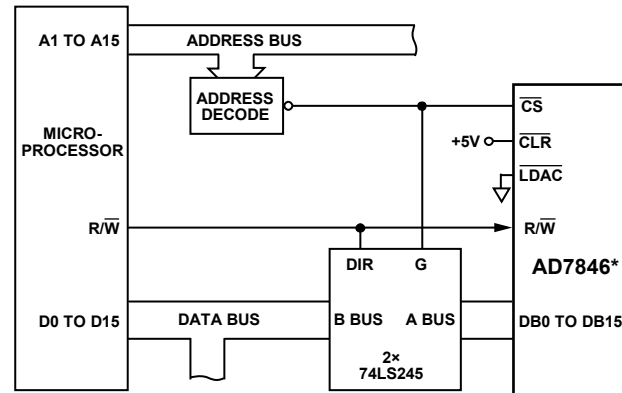 A1 TO A15
ADDRESS BUS
ADDRESS
DECODE
MICRO-
PROCESSOR
CS
+5V
CLR
LDAC
R/W
R/W
DIR
G
AD7846*
D0 TO D15
DATA BUS
B BUS
A BUS
DB0 TO DB15
2×
74LS245